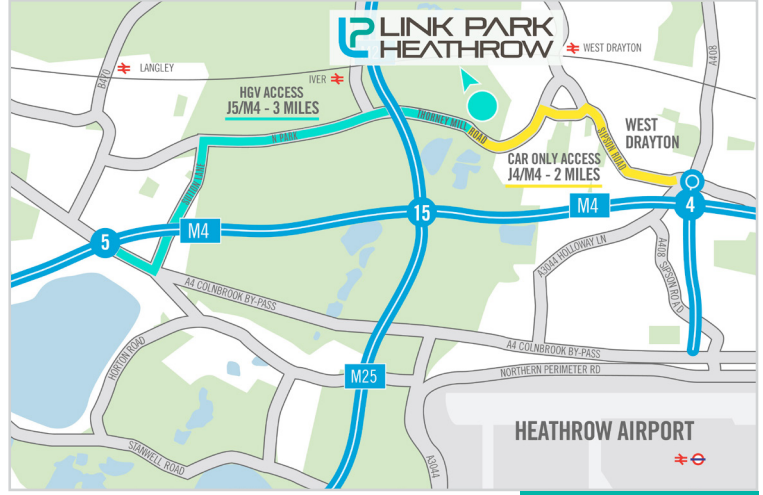 LINK PARK
HEATHROW
WEST DRAYTON
A408
B470
LANGLEY
IVER
HGV ACCESS
J5/M4 - 3 MILES
THORNEY MILL ROAD
N PARK
SIPSON ROAD
WEST
DRAYTON
CAR ONLY ACCESS
J4/M4 - 2 MILES
SUTTON LANE
4
15
M4
M4
5
A3044 HOLLOWAY LN
A408 SIPSON ROAD
A4 COLNBROOK BY-PASS
A4 COLNBROOK BY-PASS
HORTON ROAD
M25
NORTHERN PERIMETER RD
HEATHROW AIRPORT
STANWELL ROAD
A3044